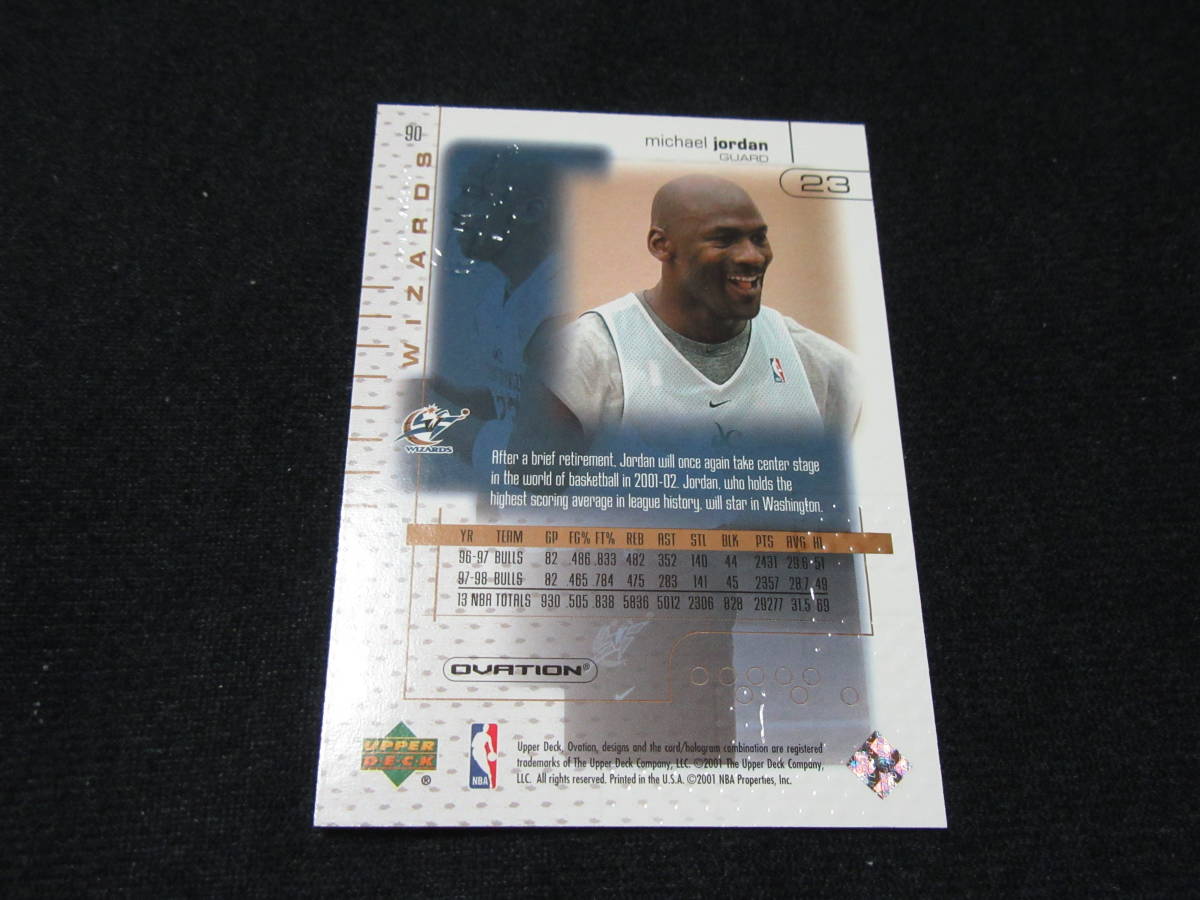 90
WIZARDS
michael jordan
GUARD
23
WIZARDS
After a brief retirement, Jordan will once again take center stage
in the world of basketball in 2001-02. Jordan, who holds the
highest scoring average in league history, will star in Washington.
YR TEAM GP FG% FT% REB AST STL BLK PTS AVG HI
96-97 BULLS 82 .486 .833 482 352 140 44 2431 29.6 51
97-98 BULLS 82 .465 .784 475 283 141 45 2357 28.7 49
13 NBA TOTALS 930 .505 .838 5836 5012 2306 828 29277 31.5 69
OVATION®
UPPER
DECK®
NBA
Upper Deck, Ovation, designs and the card/hologram combination are registered
trademarks of The Upper Deck Company, LLC. ©2001 The Upper Deck Company,
LLC. All rights reserved. Printed in the U.S.A. ©2001 NBA Properties, Inc.